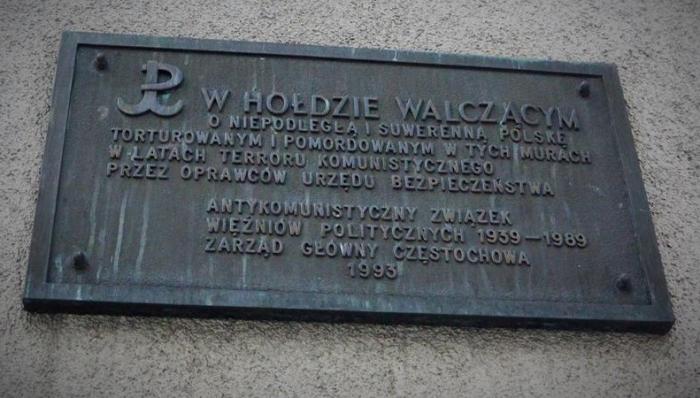 W HOŁDZIE WALCZĄCYM
O NIEPODLEGŁĄ I SUWERENNĄ POLSKĘ
TORTUROWANYM I POMORDOWANYM W TYCH MURACH
W LATACH TERRORU KOMUNISTYCZNEGO
PRZEZ OPRAWCÓW URZĘDU BEZPIECZEŃSTWA
ANTYKOMUNISTYCZNY ZWIĄZEK
WIĘŹNIÓW POLITYCZNYCH 1939-1989
ZARZĄD GŁÓWNY CZĘSTOCHOWA
1993